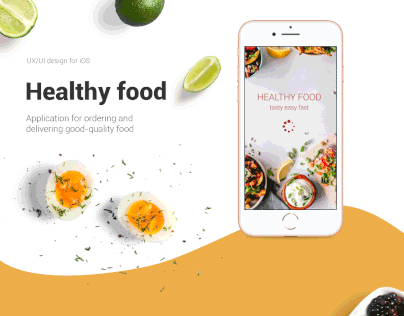 UX/UI design for iOS
Healthy food
Application for ordering and
delivering good-quality food
HEALTHY FOOD
tasty easy fast